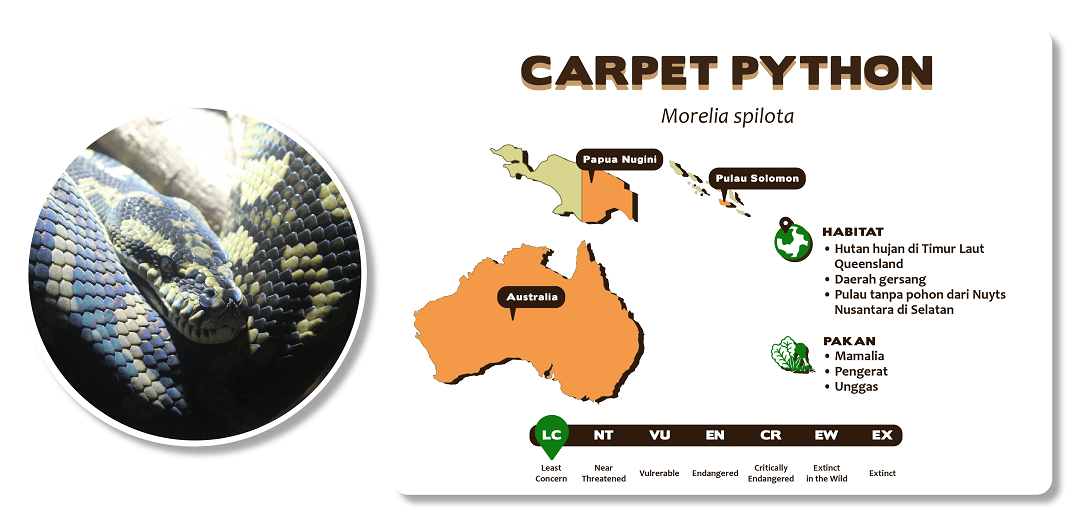 CARPET PYTHON
Morelia spilota
Papua Nugini
Pulau Solomon
Australia
HABITAT
• Hutan hujan di Timur Laut
Queensland
• Daerah gersang
• Pulau tanpa pohon dari Nuyts
Nusantara di Selatan
PAKAN
• Mamalia
• Pengerat
• Unggas
LC NT VU EN CR EW EX
Least Concern
Near Threatened
Vulrerable
Endangered
Critically Endangered
Extinct in the Wild
Extinct